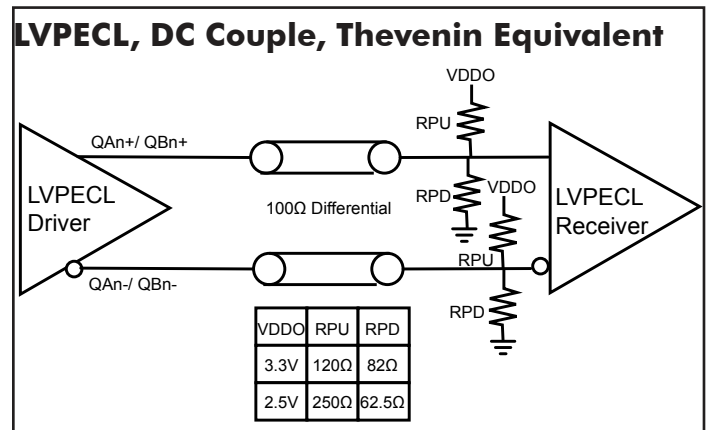 LVPECL, DC Couple, Thevenin Equivalent
VDDO
RPU
QAn+/ QBn+
LVPECL
Driver
100Ω Differential
RPD
VDDO
LVPECL
Receiver
RPU
QAn-/ QBn-
RPD
VDDO RPU RPD
3.3V 120Ω 82Ω
2.5V 250Ω 62.5Ω